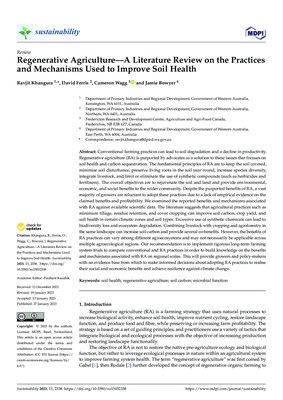 sustainability
MDPI
Review
Regenerative Agriculture—A Literature Review on the Practices
and Mechanisms Used to Improve Soil Health
Ravjit Khangura 1,*, David Ferris 2, Cameron Wagg 3 and Jamie Bowyer 4
1 Department of Primary Industries and Regional Development, Government of Western Australia,
Kensington, WA 6151, Australia
2 Department of Primary Industries and Regional Development, Government of Western Australia,
Northam, WA 6401, Australia
3 Fredericton Research and Development Centre, Agriculture and Agri-Food Canada,
Fredericton, NB
4 Department of Primary Industries and Regional Development, Government of Western Australia,
* Correspondence:
Abstract: Conventional farming practices can lead to soil degradation and a decline in productivity.
Regenerative agriculture (RA) is purported by advocates as a solution to these issues that focuses on
soil health and carbon sequestration. The fundamental principles of RA are to keep the soil covered,
minimise soil disturbance, preserve living roots in the soil year round, increase species diversity,
integrate livestock, and limit or eliminate the use of synthetic compounds (such as herbicides and
fertilisers). The overall objectives are to rejuvenate the soil and land and provide environmental,
economic, and social benefits to the wider community. Despite the purported benefits of RA, a vast
majority of growers are reluctant to adopt these practices due to a lack of empirical evidence on the
claimed benefits and profitability. We examined the reported benefits and mechanisms associated
with RA against available scientific data. The literature suggests that agricultural practices such as
minimum tillage, residue retention, and cover cropping can improve soil carbon, crop yield, and
soil health in certain climatic zones and soil types. Excessive use of synthetic chemicals can lead to
biodiversity loss and ecosystem degradation. Combining livestock with cropping and agroforestry in
the same landscape can increase soil carbon and provide several co-benefits. However, the benefits of
RA practices can vary among different agroecosystems and may not necessarily be applicable across
multiple agroecological regions. Our recommendation is to implement rigorous long-term farming
system trials to compare conventional and RA practices in order to build knowledge on the benefits
and mechanisms associated with RA on regional scales. This will provide growers and policy-makers
with an evidence base from which to make informed decisions about adopting RA practices to realise
their social and economic benefits and achieve resilience against climate change.
Keywords: soil health; regenerative agriculture; soil carbon; microbial function
check for
updates
Citation: Khangura, R.; Ferris, D.;
Wagg, C.; Bowyer, J. Regenerative
Agriculture—A Literature Review on
the Practices and Mechanisms Used
to Improve Soil Health. Sustainability
2023, 15, 2338. https://doi.org/
10.3390/su15032338
Academic Editor:
Received: 13 December 2022
Published: 27 January 2023
Copyright: © 2023 by the authors.
Licensee MDPI, Basel, Switzerland.
This article is an open access article
distributed under the terms and
conditions of the Creative Commons
Attribution (CC BY) license (https://
creativecommons.org/licenses/by/
4.0/).
1. Introduction
Regenerative agriculture (RA) is a farming strategy that uses natural processes to
increase biological activity, enhance soil health, improve nutrient cycling, restore landscape
function, and produce food and fibre, while preserving or increasing farm profitability. The
strategy is based on a set of guiding principles, and practitioners use a variety of tactics that
integrate biological and ecological processes with the objective of increasing production
and restoring landscape functionality.
The objective of RA is not to restore the native pre-agriculture ecology and biological
function, but rather to leverage ecological processes in nature within an agricultural system
to improve farming system health. The term "regenerative agriculture" was first coined by
Gabel [1], then Rodale [2] further developed the concept of regenerative organic farming to
Sustainability 2023, 15, 2338. https://doi.org/10.3390/su15032338
https://www.mdpi.com/journal/sustainability